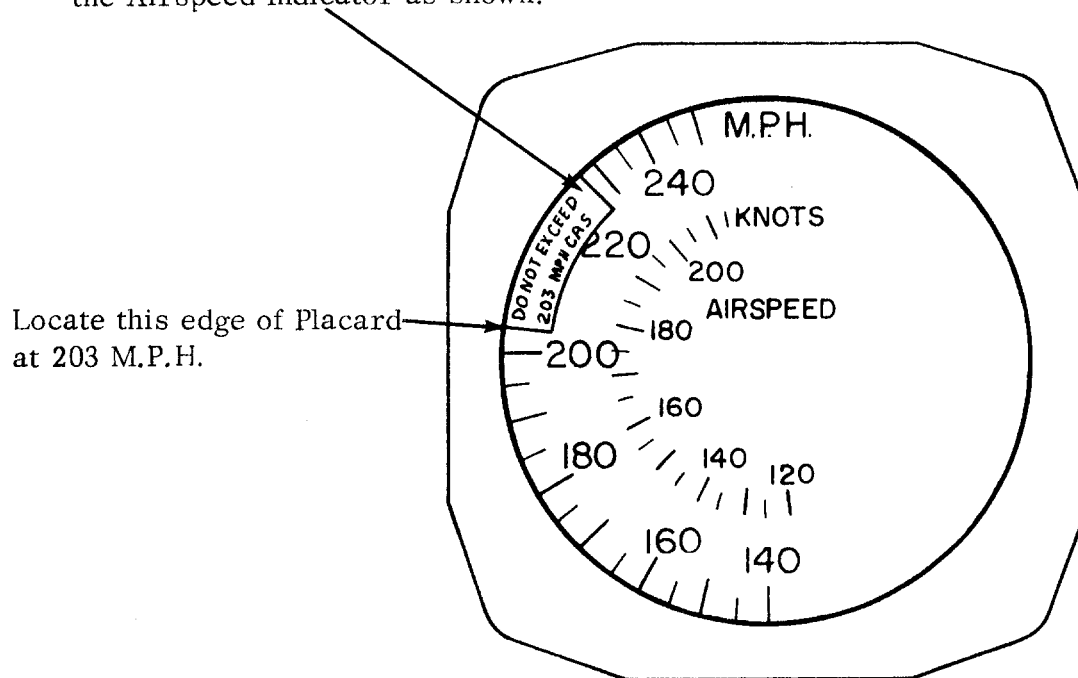 the Airspeed Indicator as shown.
M.P.H.
240
KNOTS
DO NOT EXCEED
203 MPH CAS
220
200
AIRSPEED
Locate this edge of Placard
at 203 M.P.H.
180
200
160
180
140
120
160
140